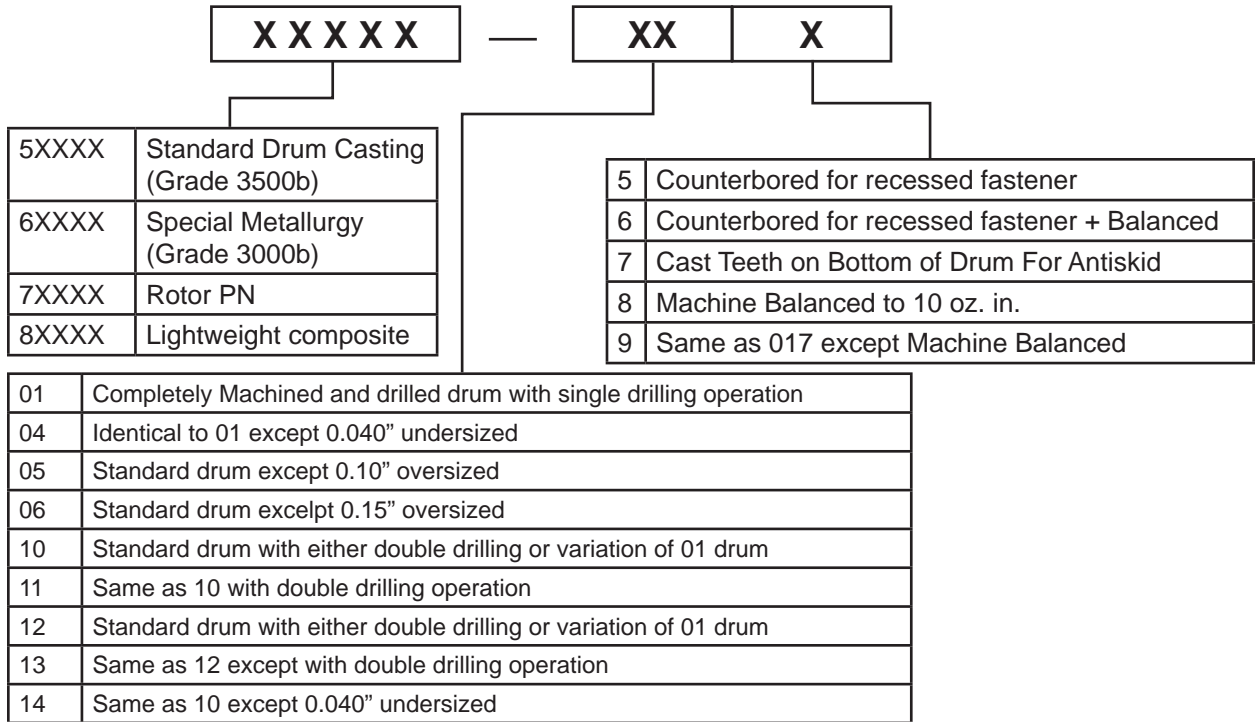 X X X X X — XX X
5XXXX Standard Drum Casting
(Grade 3500b)
6XXXX Special Metallurgy
(Grade 3000b)
7XXXX Rotor PN
8XXXX Lightweight composite
5 Counterbored for recessed fastener
6 Counterbored for recessed fastener + Balanced
7 Cast Teeth on Bottom of Drum For Antiskid
8 Machine Balanced to 10 oz. in.
9 Same as 017 except Machine Balanced
01 Completely Machined and drilled drum with single drilling operation
04 Identical to 01 except 0.040” undersized
05 Standard drum except 0.10” oversized
06 Standard drum excelpt 0.15” oversized
10 Standard drum with either double drilling or variation of 01 drum
11 Same as 10 with double drilling operation
12 Standard drum with either double drilling or variation of 01 drum
13 Same as 12 except with double drilling operation
14 Same as 10 except 0.040” undersized